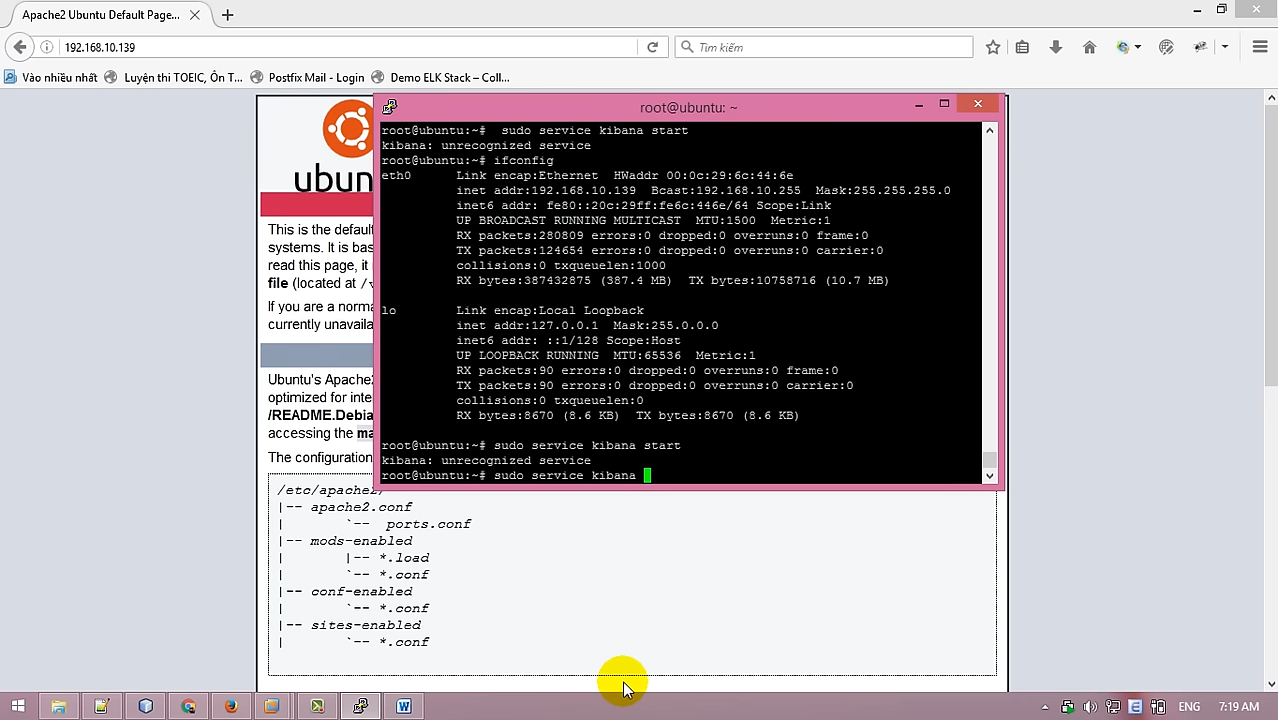 Apache2 Ubuntu Default Page...
192.168.10.139
Tìm kiếm
Vào nhiều nhất
Luyện thi TOEIC, Ôn T...
Postfix Mail - Login
Demo ELK Stack – Coll...
root@ubuntu: ~
root@ubuntu:~#  sudo service kibana start
kibana: unrecognized service
root@ubuntu:~# ifconfig
eth0      Link encap:Ethernet  HWaddr 00:0c:29:6c:44:6e
          inet addr:192.168.10.139  Bcast:192.168.10.255  Mask:255.255.255.0
          inet6 addr: fe80::20c:29ff:fe6c:446e/64 Scope:Link
          UP BROADCAST RUNNING MULTICAST  MTU:1500  Metric:1
          RX packets:280809 errors:0 dropped:0 overruns:0 frame:0
          TX packets:124654 errors:0 dropped:0 overruns:0 carrier:0
          collisions:0 txqueuelen:1000
          RX bytes:387432875 (387.4 MB)  TX bytes:10758716 (10.7 MB)
lo        Link encap:Local Loopback
          inet addr:127.0.0.1  Mask:255.0.0.0
          inet6 addr: ::1/128 Scope:Host
          UP LOOPBACK RUNNING  MTU:65536  Metric:1
          RX packets:90 errors:0 dropped:0 overruns:0 frame:0
          TX packets:90 errors:0 dropped:0 overruns:0 carrier:0
          collisions:0 txqueuelen:0
          RX bytes:8670 (8.6 KB)  TX bytes:8670 (8.6 KB)
root@ubuntu:~# sudo service kibana start
kibana: unrecognized service
root@ubuntu:~# sudo service kibana
ubun
This is the default
systems. It is bas
read this page, it
file (located at /v
If you are a norma
currently unavaila
Ubuntu's Apache2
optimized for inte
/README.Debia
accessing the ma
The configuration
/etc/apache2/
|-- apache2.conf
|       `--  ports.conf
|-- mods-enabled
|       |-- *.load
|       `-- *.conf
|-- conf-enabled
|       `-- *.conf
|-- sites-enabled
|       `-- *.conf
ENG
7:19 AM